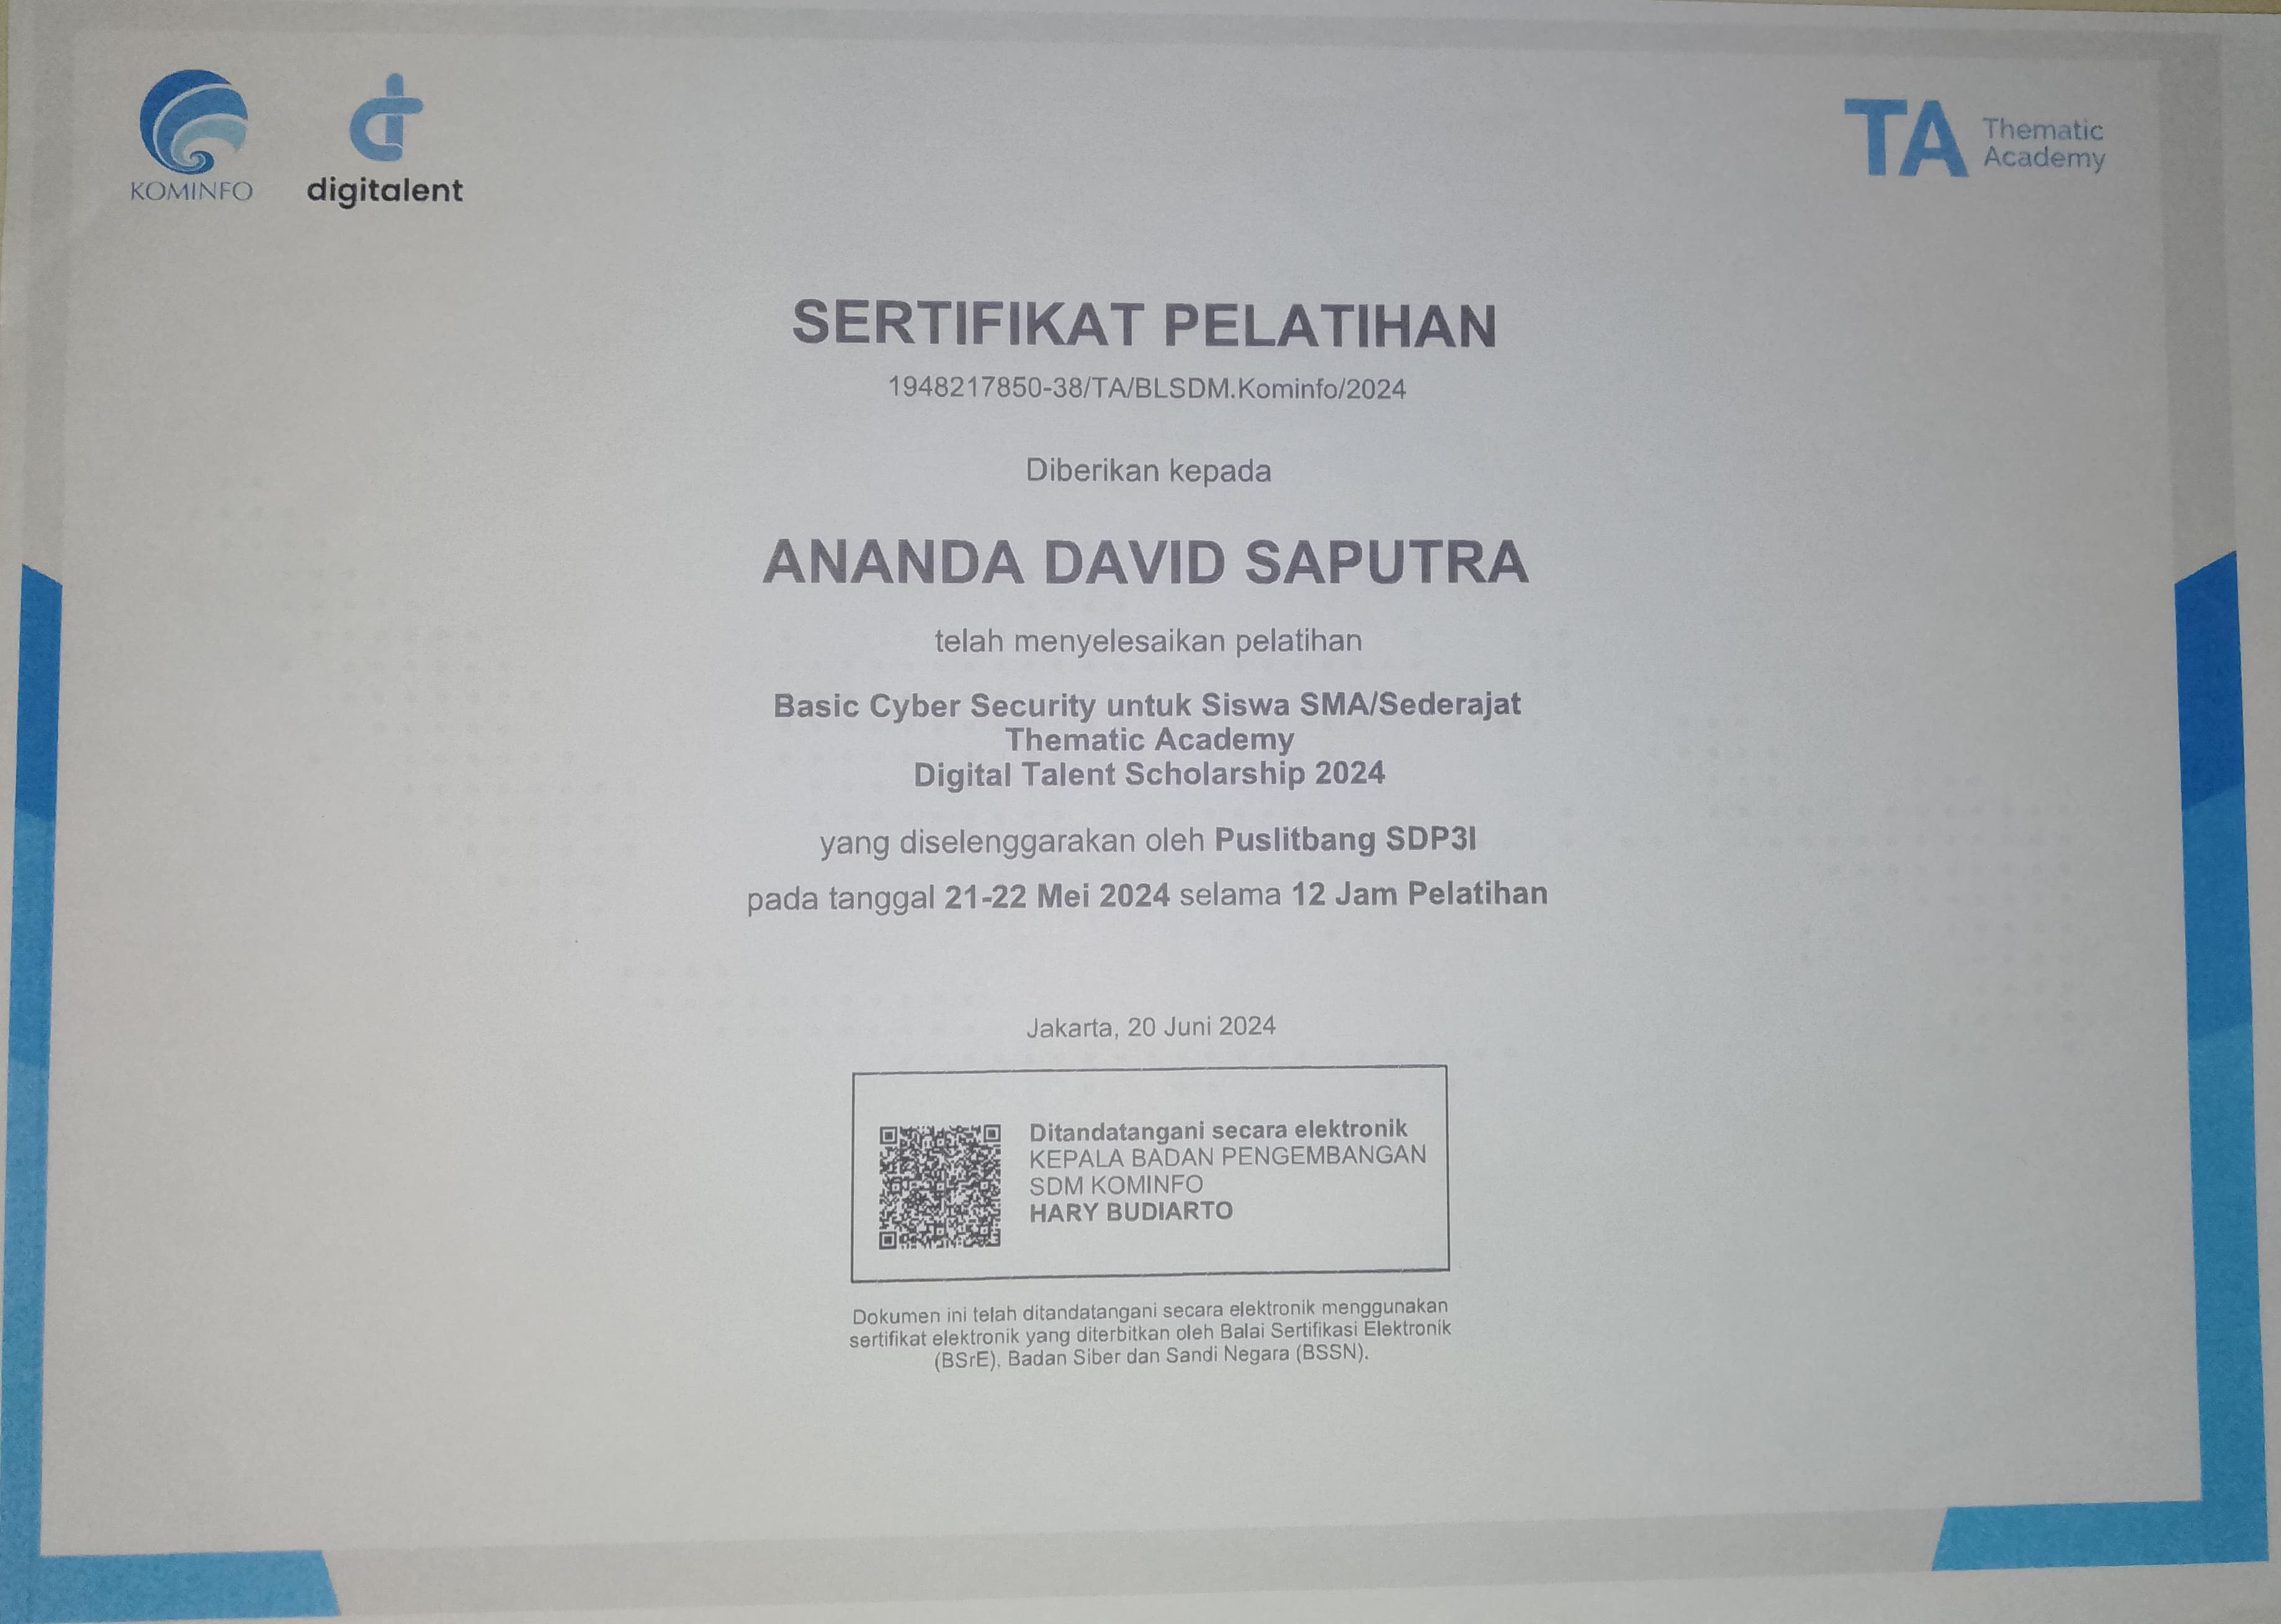 KOMINFO
digitalent
TA Thematic
Academy
SERTIFIKAT PELATIHAN
1948217850-38/TA/BLSDM.Kominfo/2024
Diberikan kepada
ANANDA DAVID SAPUTRA
telah menyelesaikan pelatihan
Basic Cyber Security untuk Siswa SMA/Sederajat
Thematic Academy
Digital Talent Scholarship 2024
yang diselenggarakan oleh Puslitbang SDP3I
pada tanggal 21-22 Mei 2024 selama 12 Jam Pelatihan
Jakarta, 20 Juni 2024
Ditandatangani secara elektronik
KEPALA BADAN PENGEMBANGAN
SDM KOMINFO
HARY BUDIARTO
Dokumen ini telah ditandatangani secara elektronik menggunakan
sertifikat elektronik yang diterbitkan oleh Balai Sertifikasi Elektronik
(BSrE), Badan Siber dan Sandi Negara (BSSN).